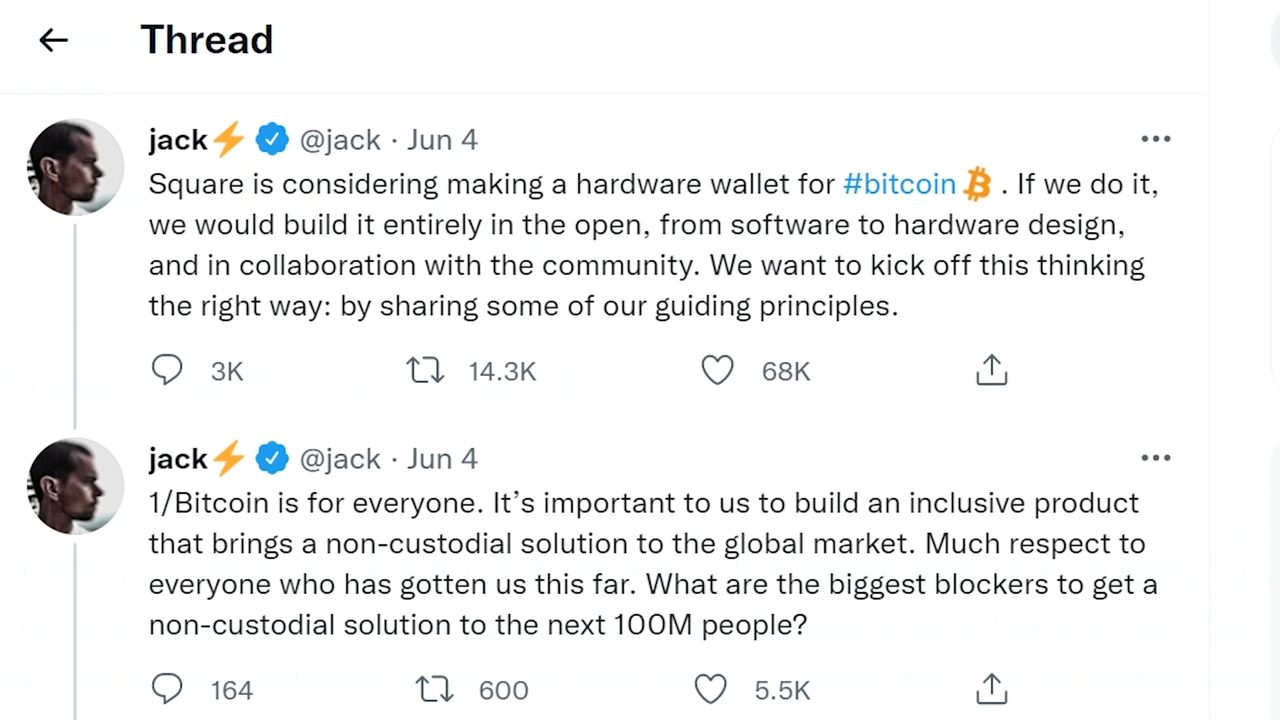 Thread
jack⚡ @jack · Jun 4
Square is considering making a hardware wallet for #bitcoin . If we do it,
we would build it entirely in the open, from software to hardware design,
and in collaboration with the community. We want to kick off this thinking
the right way: by sharing some of our guiding principles.
3K 14.3K 68K
jack⚡ @jack · Jun 4
1/Bitcoin is for everyone. It’s important to us to build an inclusive product
that brings a non-custodial solution to the global market. Much respect to
everyone who has gotten us this far. What are the biggest blockers to get a
non-custodial solution to the next 100M people?
164 600 5.5K